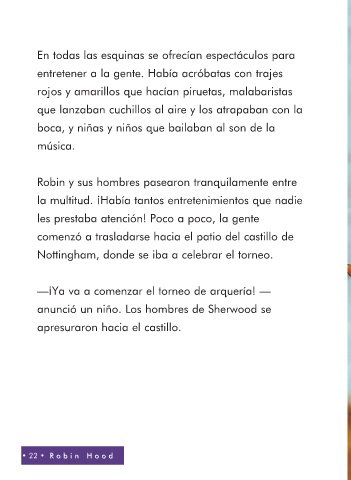 En todas las esquinas se ofrecían espectáculos para
entretener a la gente. Había acróbatas con trajes
rojos y amarillos que hacían piruetas, malabaristas
que lanzaban cuchillos al aire y los atrapaban con la
boca, y niñas y niños que bailaban al son de la
música.

Robin y sus hombres pasearon tranquilamente entre
la multitud. ¡Había tantos entretenimientos que nadie
les prestaba atención! Poco a poco, la gente
comenzó a trasladarse hacia el patio del castillo de
Nottingham, donde se iba a celebrar el torneo.

—¡Ya va a comenzar el torneo de arquería! —
anunció un niño. Los hombres de Sherwood se
apresuraron hacia el castillo.

• 22 • Robin Hood